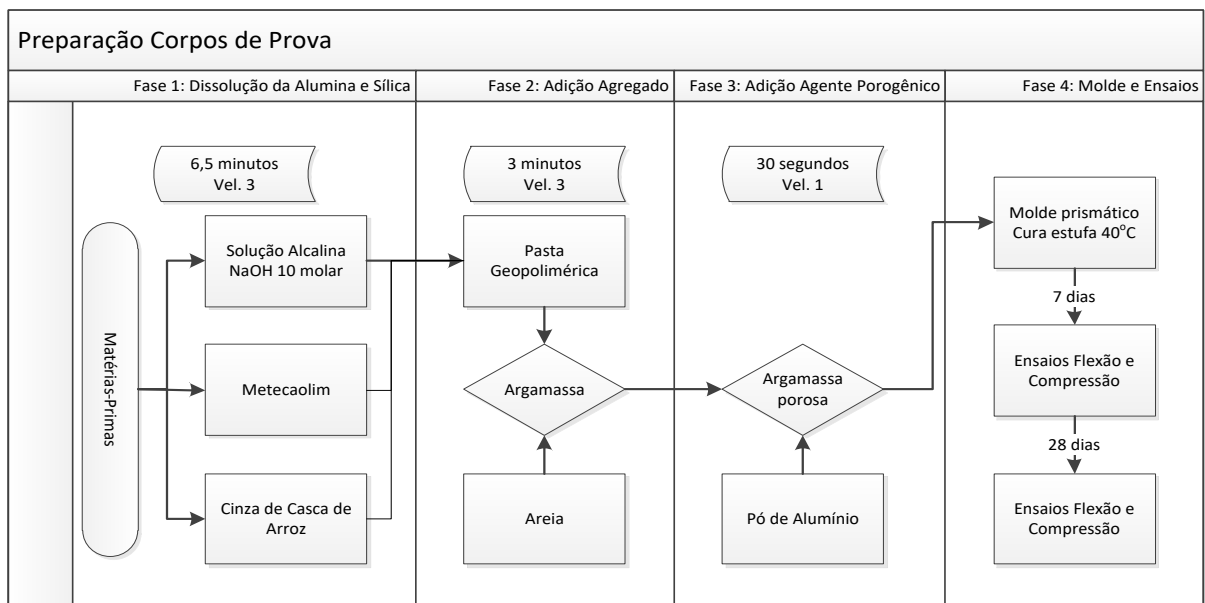 Preparação Corpos de Prova
Fase 1: Dissolução da Alumina e Sílica
Fase 2: Adição Agregado
Fase 3: Adição Agente Porogênico
Fase 4: Molde e Ensaios
6,5 minutos
Vel. 3
3 minutos
Vel. 3
30 segundos
Vel. 1
Matérias-Primas
Solução Alcalina
NaOH 10 molar
Metecaolim
Cinza de Casca de
Arroz
Pasta
Geopolimérica
Argamassa
Areia
Argamassa
porosa
Pó de Alumínio
Molde prismático
Cura estufa 40°C
7 dias
Ensaios Flexão e
Compressão
28 dias
Ensaios Flexão e
Compressão